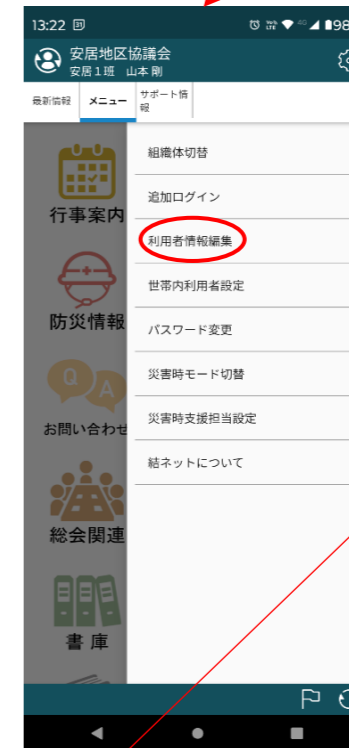 13:22 31
98
安居地区協議会
安居１班 山本 剛
最新情報 メニュー サポート情
報
組織体切替
追加ログイン
行事案内
利用者情報編集
世帯内利用者設定
防災情報
パスワード変更
災害時モード切替
Q A
災害時支援担当設定
お問い合わせ
結ネットについて
総会関連
書 庫